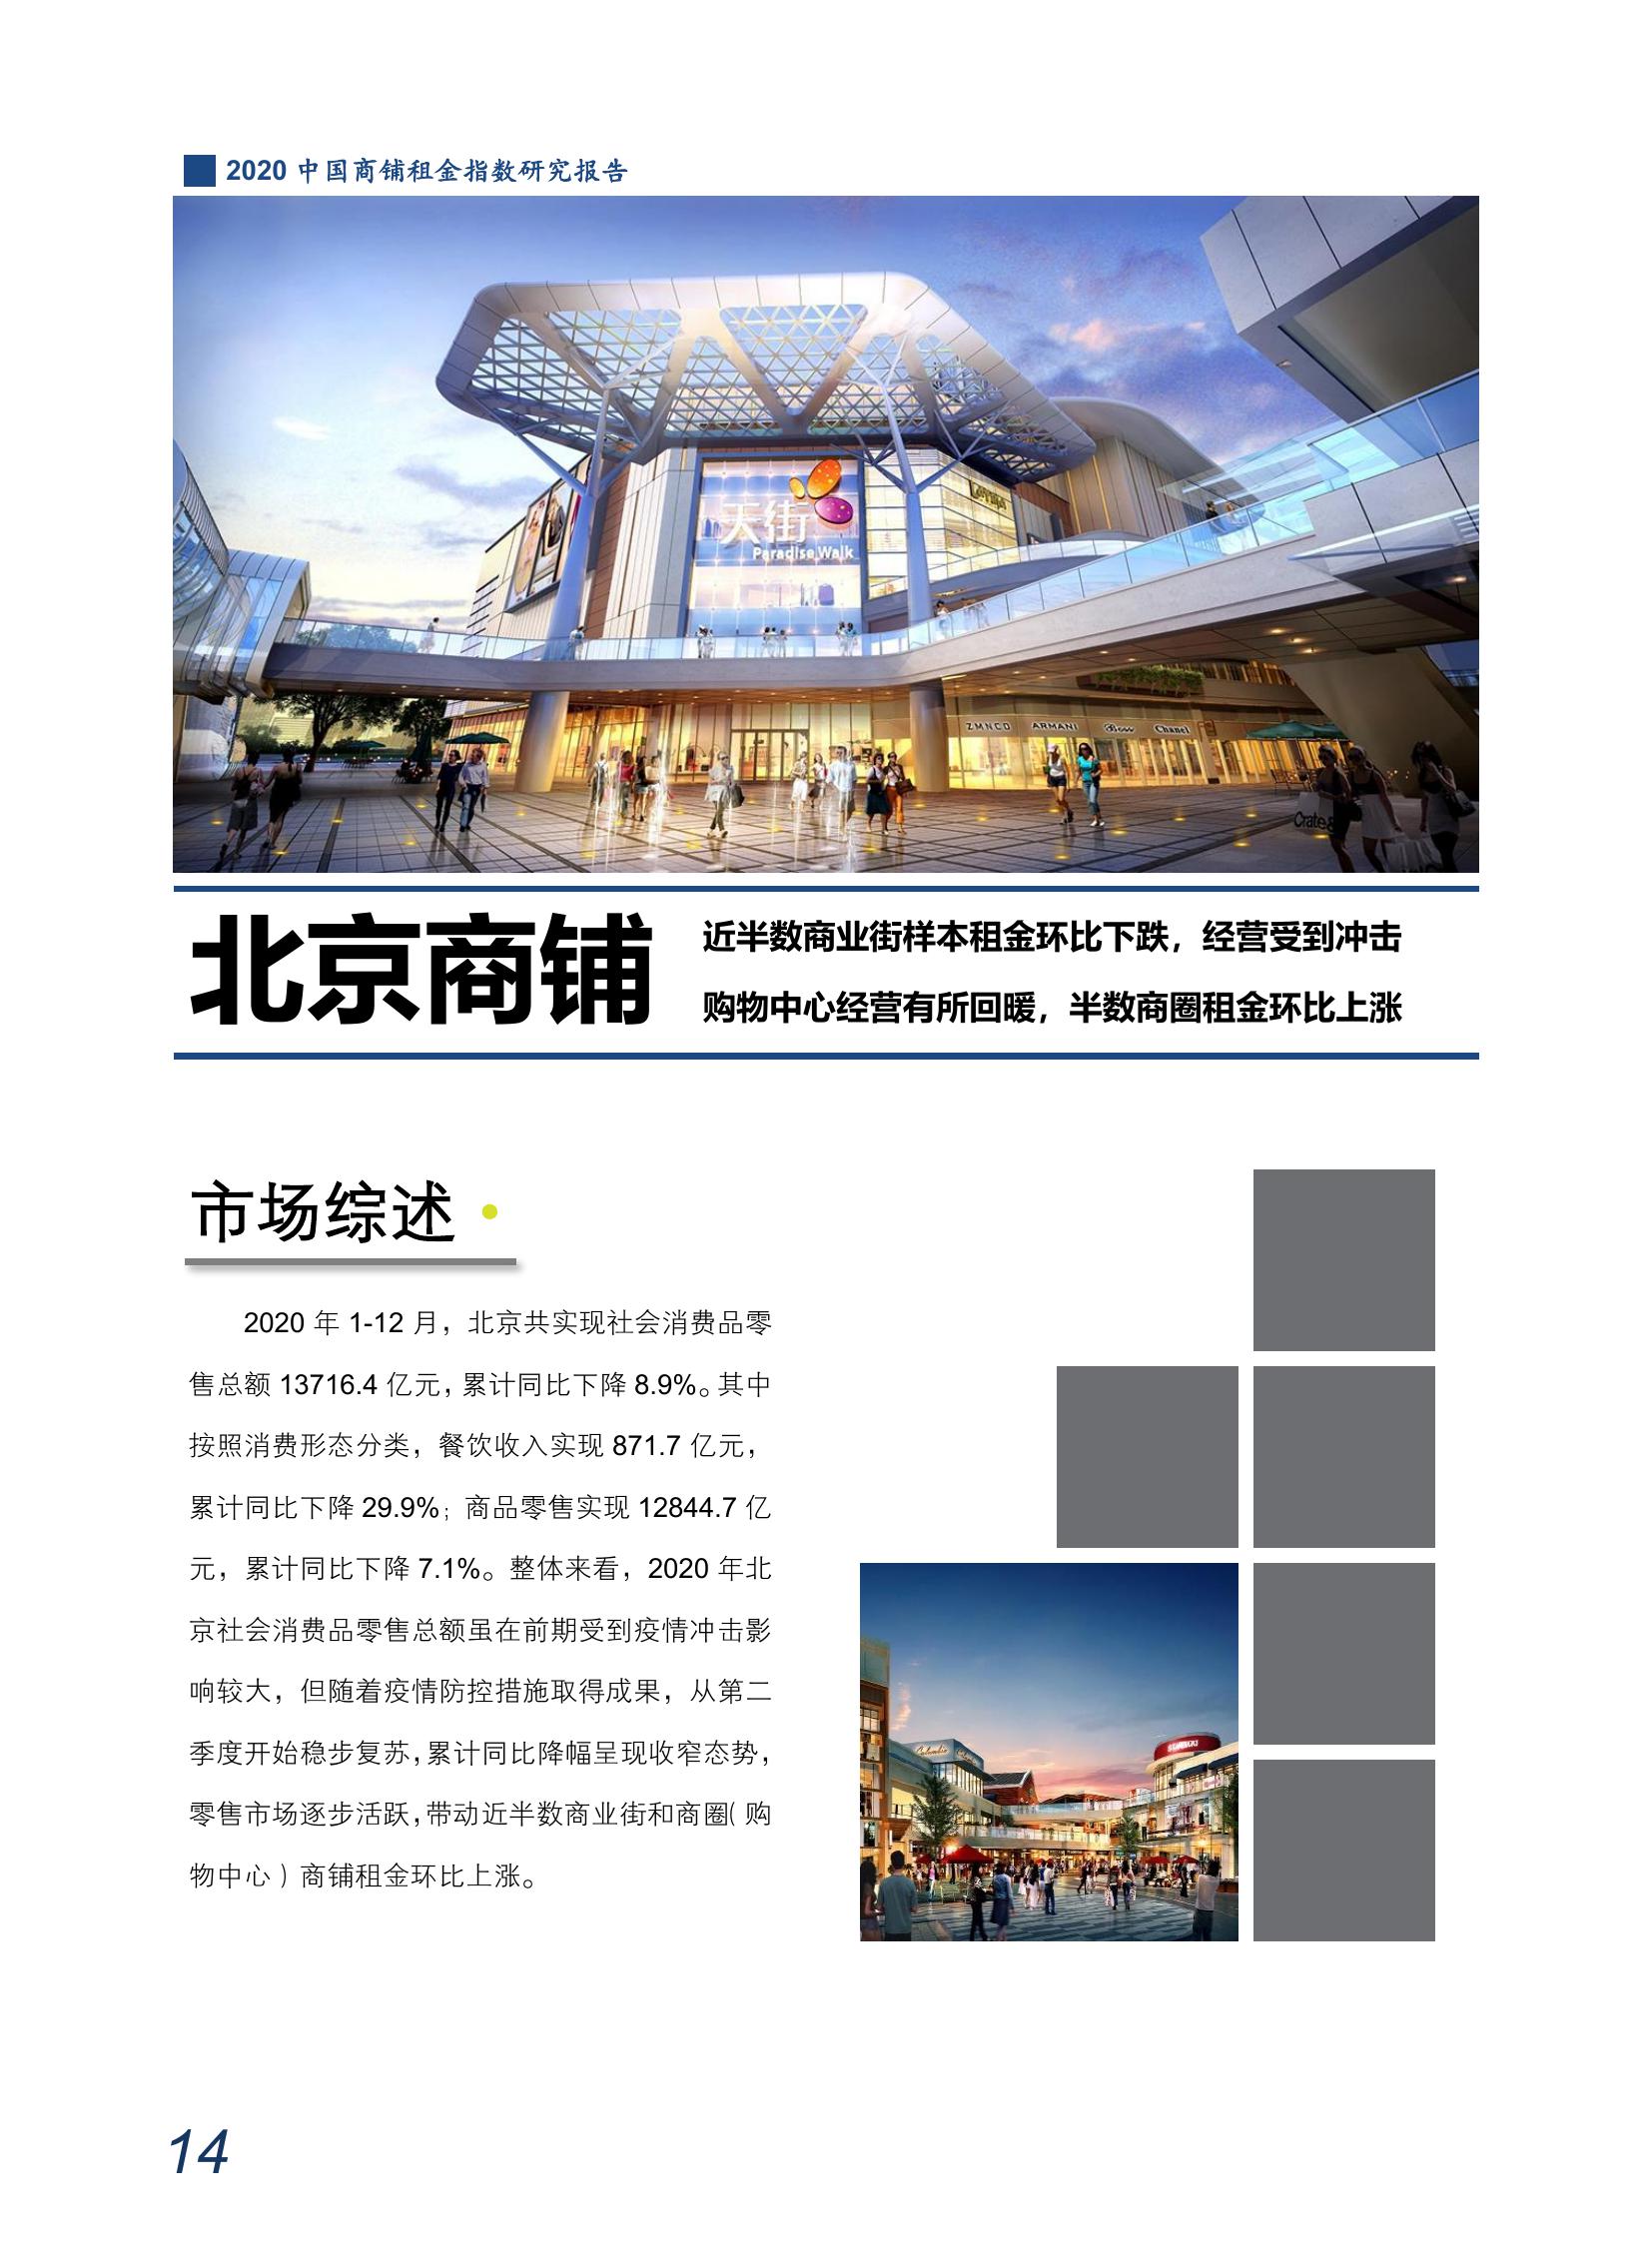 2020 中国商铺租金指数研究报告
天街
Paradise Walk
ZMNCO ARMANI Boss Chanel
Crate&
北京商铺
近半数商业街样本租金环比下跌，经营受到冲击
购物中心经营有所回暖，半数商圈租金环比上涨
市场综述
2020 年 1-12 月，北京共实现社会消费品零
售总额 13716.4 亿元，累计同比下降 8.9%。其中
按照消费形态分类，餐饮收入实现 871.7 亿元，
累计同比下降 29.9%；商品零售实现 12844.7 亿
元，累计同比下降 7.1%。整体来看，2020 年北
京社会消费品零售总额虽在前期受到疫情冲击影
响较大，但随着疫情防控措施取得成果，从第二
季度开始稳步复苏，累计同比降幅呈现收窄态势，
零售市场逐步活跃，带动近半数商业街和商圈（购
物中心）商铺租金环比上涨。
14